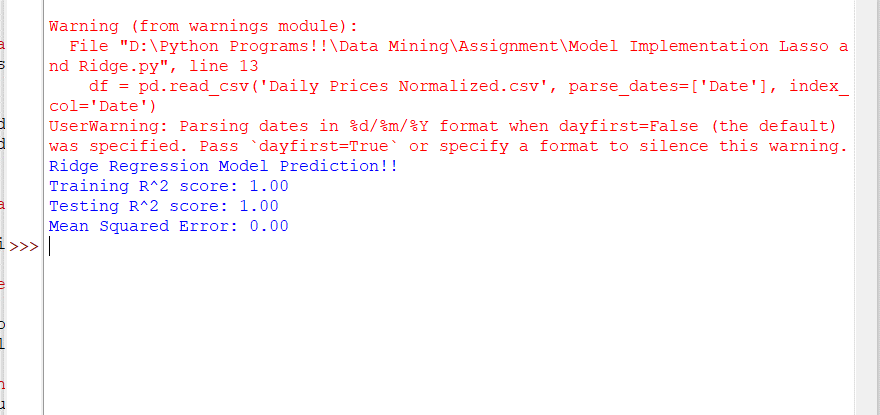 Warning (from warnings module):
  File "D:\Python Programs!!\Data Mining\Assignment\Model Implementation Lasso a
nd Ridge.py", line 13
    df = pd.read_csv('Daily Prices Normalized.csv', parse_dates=['Date'], index_
col='Date')
UserWarning: Parsing dates in %d/%m/%Y format when dayfirst=False (the default)
was specified. Pass `dayfirst=True` or specify a format to silence this warning.
Ridge Regression Model Prediction!!
Training R^2 score: 1.00
Testing R^2 score: 1.00
Mean Squared Error: 0.00
>>>